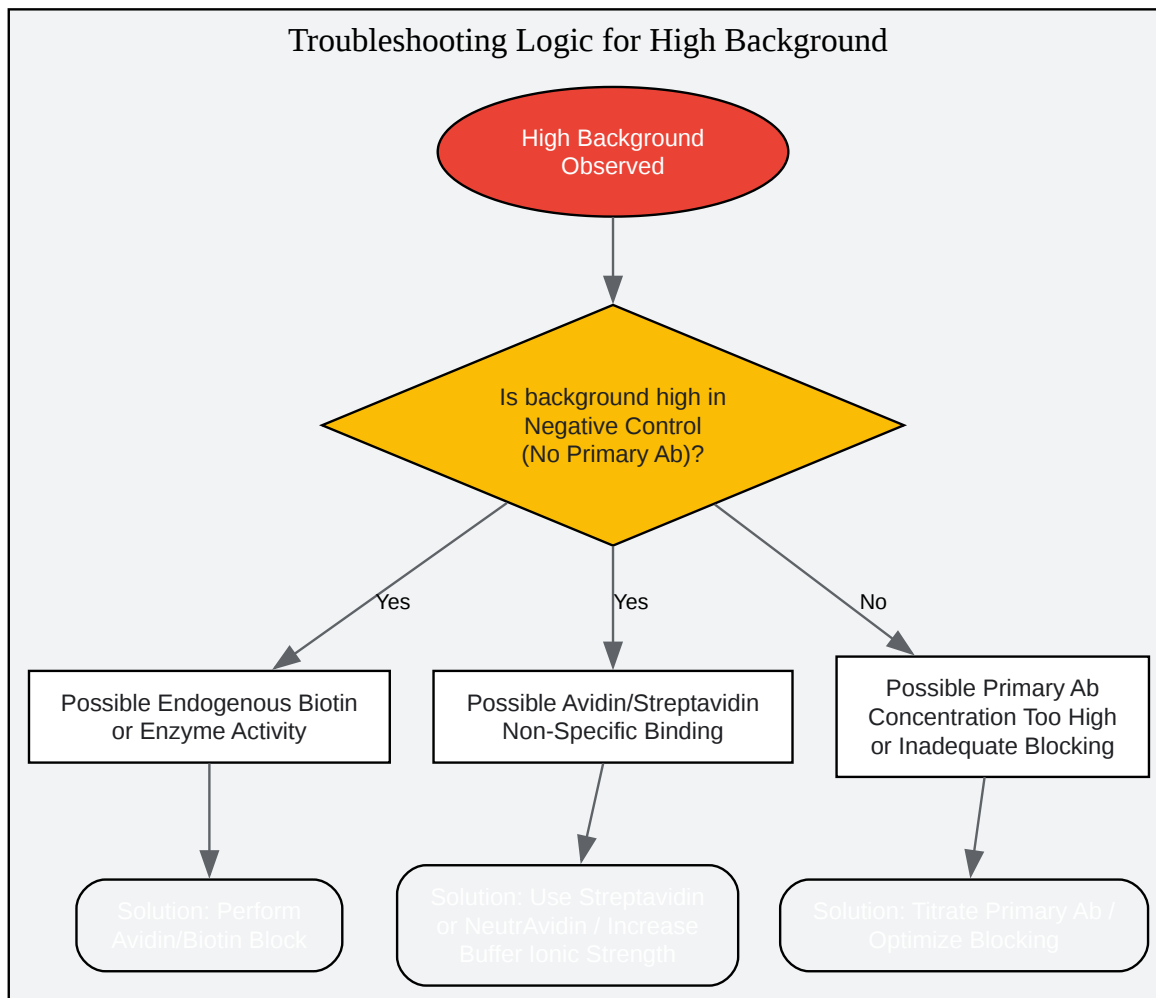 Troubleshooting Logic for High Background
High Background
Observed
Is background high in
Negative Control
(No Primary Ab)?
Yes
Yes
No
Possible Endogenous Biotin
or Enzyme Activity
Possible Avidin/Streptavidin
Non-Specific Binding
Possible Primary Ab
Concentration Too High
or Inadequate Blocking
Solution: Perform
Avidin/Biotin Block
Solution: Use Streptavidin
or NeutrAvidin / Increase
Buffer Ionic Strength
Solution: Titrate Primary Ab /
Optimize Blocking